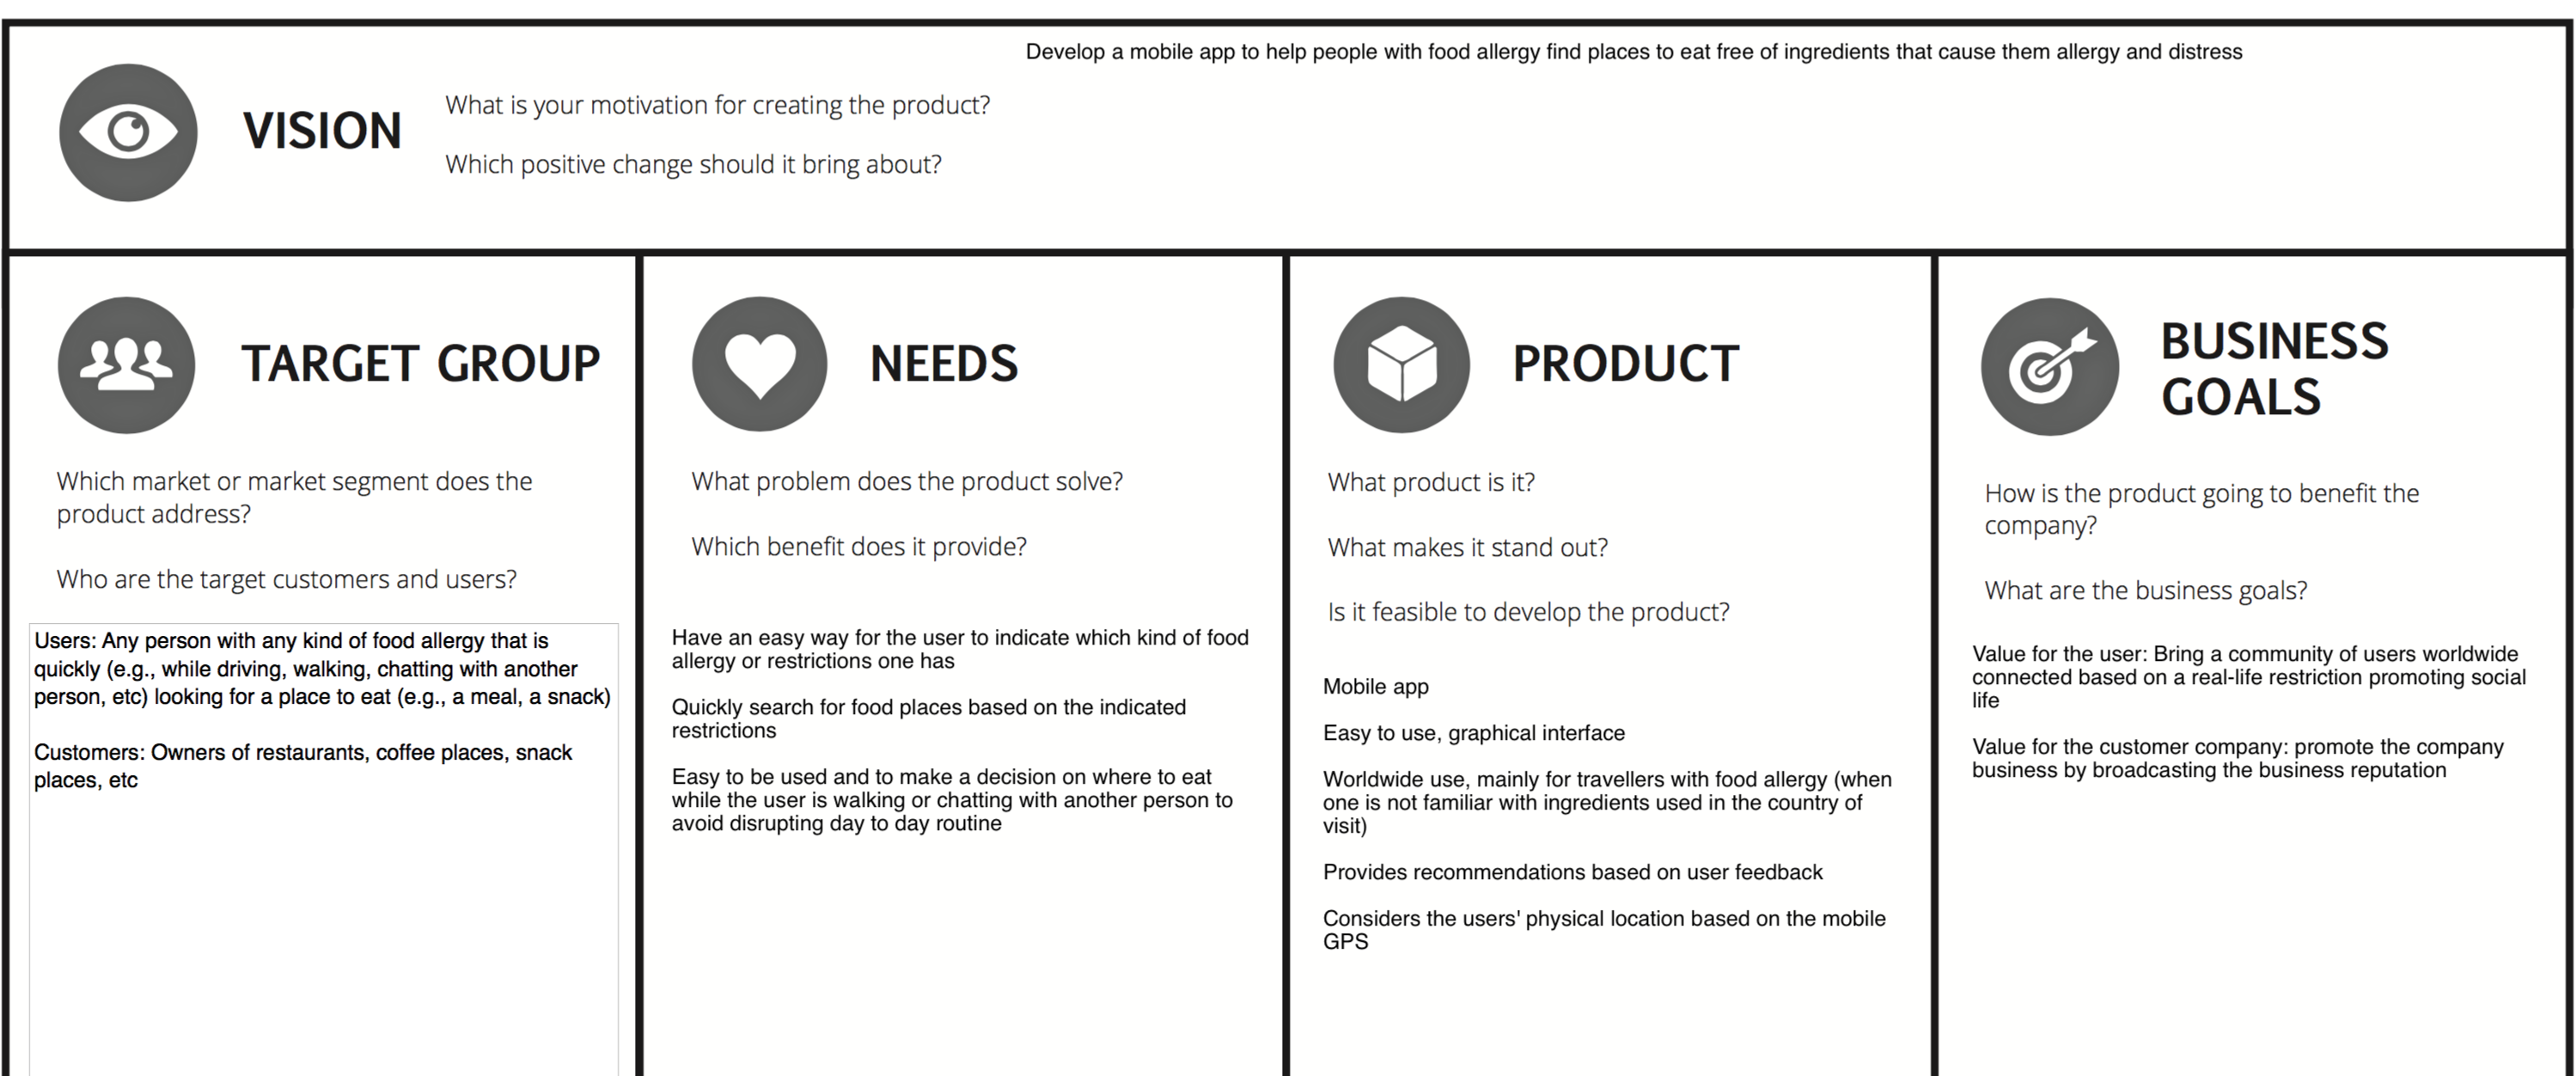 Develop a mobile app to help people with food allergy find places to eat free of ingredients that cause them allergy and distress
VISION
What is your motivation for creating the product?
Which positive change should it bring about?
TARGET GROUP
Which market or market segment does the
product address?
Who are the target customers and users?
Users: Any person with any kind of food allergy that is
quickly (e.g., while driving, walking, chatting with another
person, etc) looking for a place to eat (e.g., a meal, a snack)
Customers: Owners of restaurants, coffee places, snack
places, etc
NEEDS
What problem does the product solve?
Which benefit does it provide?
Have an easy way for the user to indicate which kind of food
allergy or restrictions one has
Quickly search for food places based on the indicated
restrictions
Easy to be used and to make a decision on where to eat
while the user is walking or chatting with another person to
avoid disrupting day to day routine
PRODUCT
What product is it?
What makes it stand out?
Is it feasible to develop the product?
Mobile app
Easy to use, graphical interface
Worldwide use, mainly for travellers with food allergy (when
one is not familiar with ingredients used in the country of
visit)
Provides recommendations based on user feedback
Considers the users' physical location based on the mobile
GPS
BUSINESS
GOALS
How is the product going to benefit the
company?
What are the business goals?
Value for the user: Bring a community of users worldwide
connected based on a real-life restriction promoting social
life
Value for the customer company: promote the company
business by broadcasting the business reputation